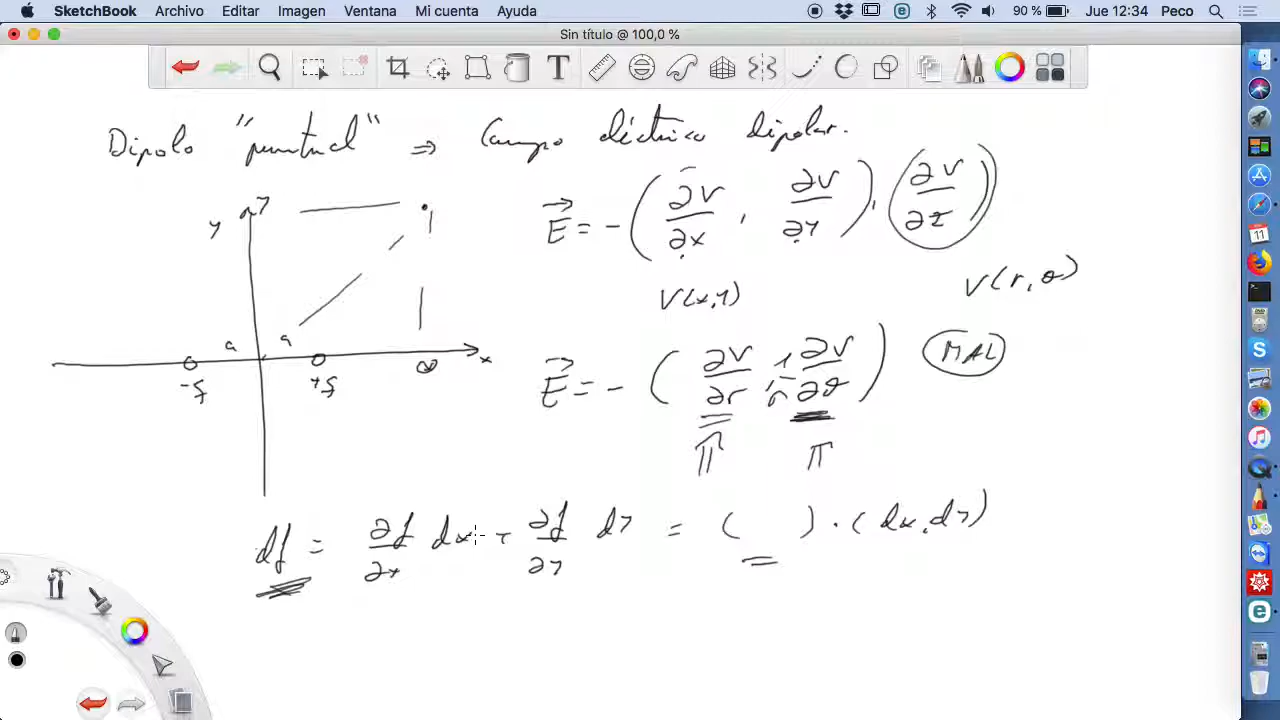 SketchBook Archivo Editar Imagen Ventana Mi cuenta Ayuda 90 % Jue 12:34 Peco
Sin título @ 100,0 %
Dipolo "puntual" ⇒ Campo eléctrico dipolar.
y
E⃗ = - ( ∂V/∂x , ∂V/∂y ) , ( ∂V/∂z )
V(x,y) V(r,θ)
a a x
-q +q
E⃗ = - ( ∂V/∂r , 1/r ∂V/∂θ ) MAL
π π
df = ∂f/∂x dx + ∂f/∂y dy = ( ) · ( dx, dy )